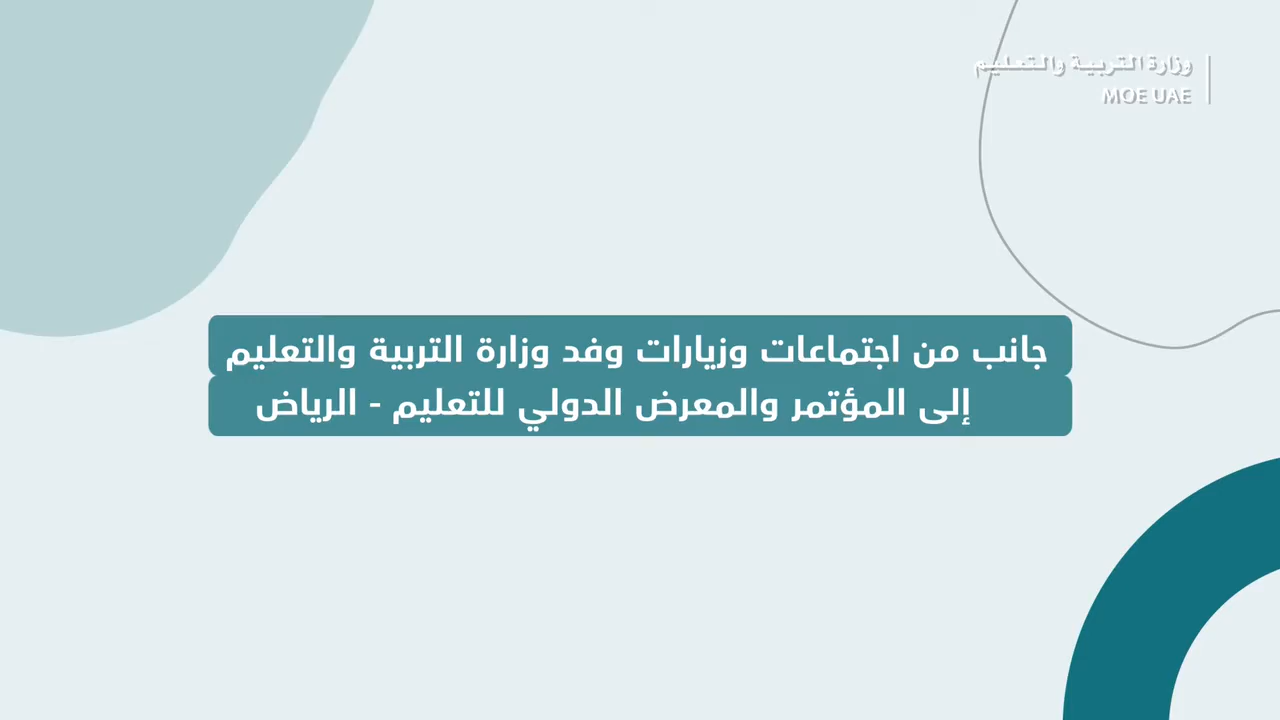 وزارة التربية والتعليم
MOE UAE
جانب من اجتماعات وزيارات وفد وزارة التربية والتعليم
إلى المؤتمر والمعرض الدولي للتعليم - الرياض